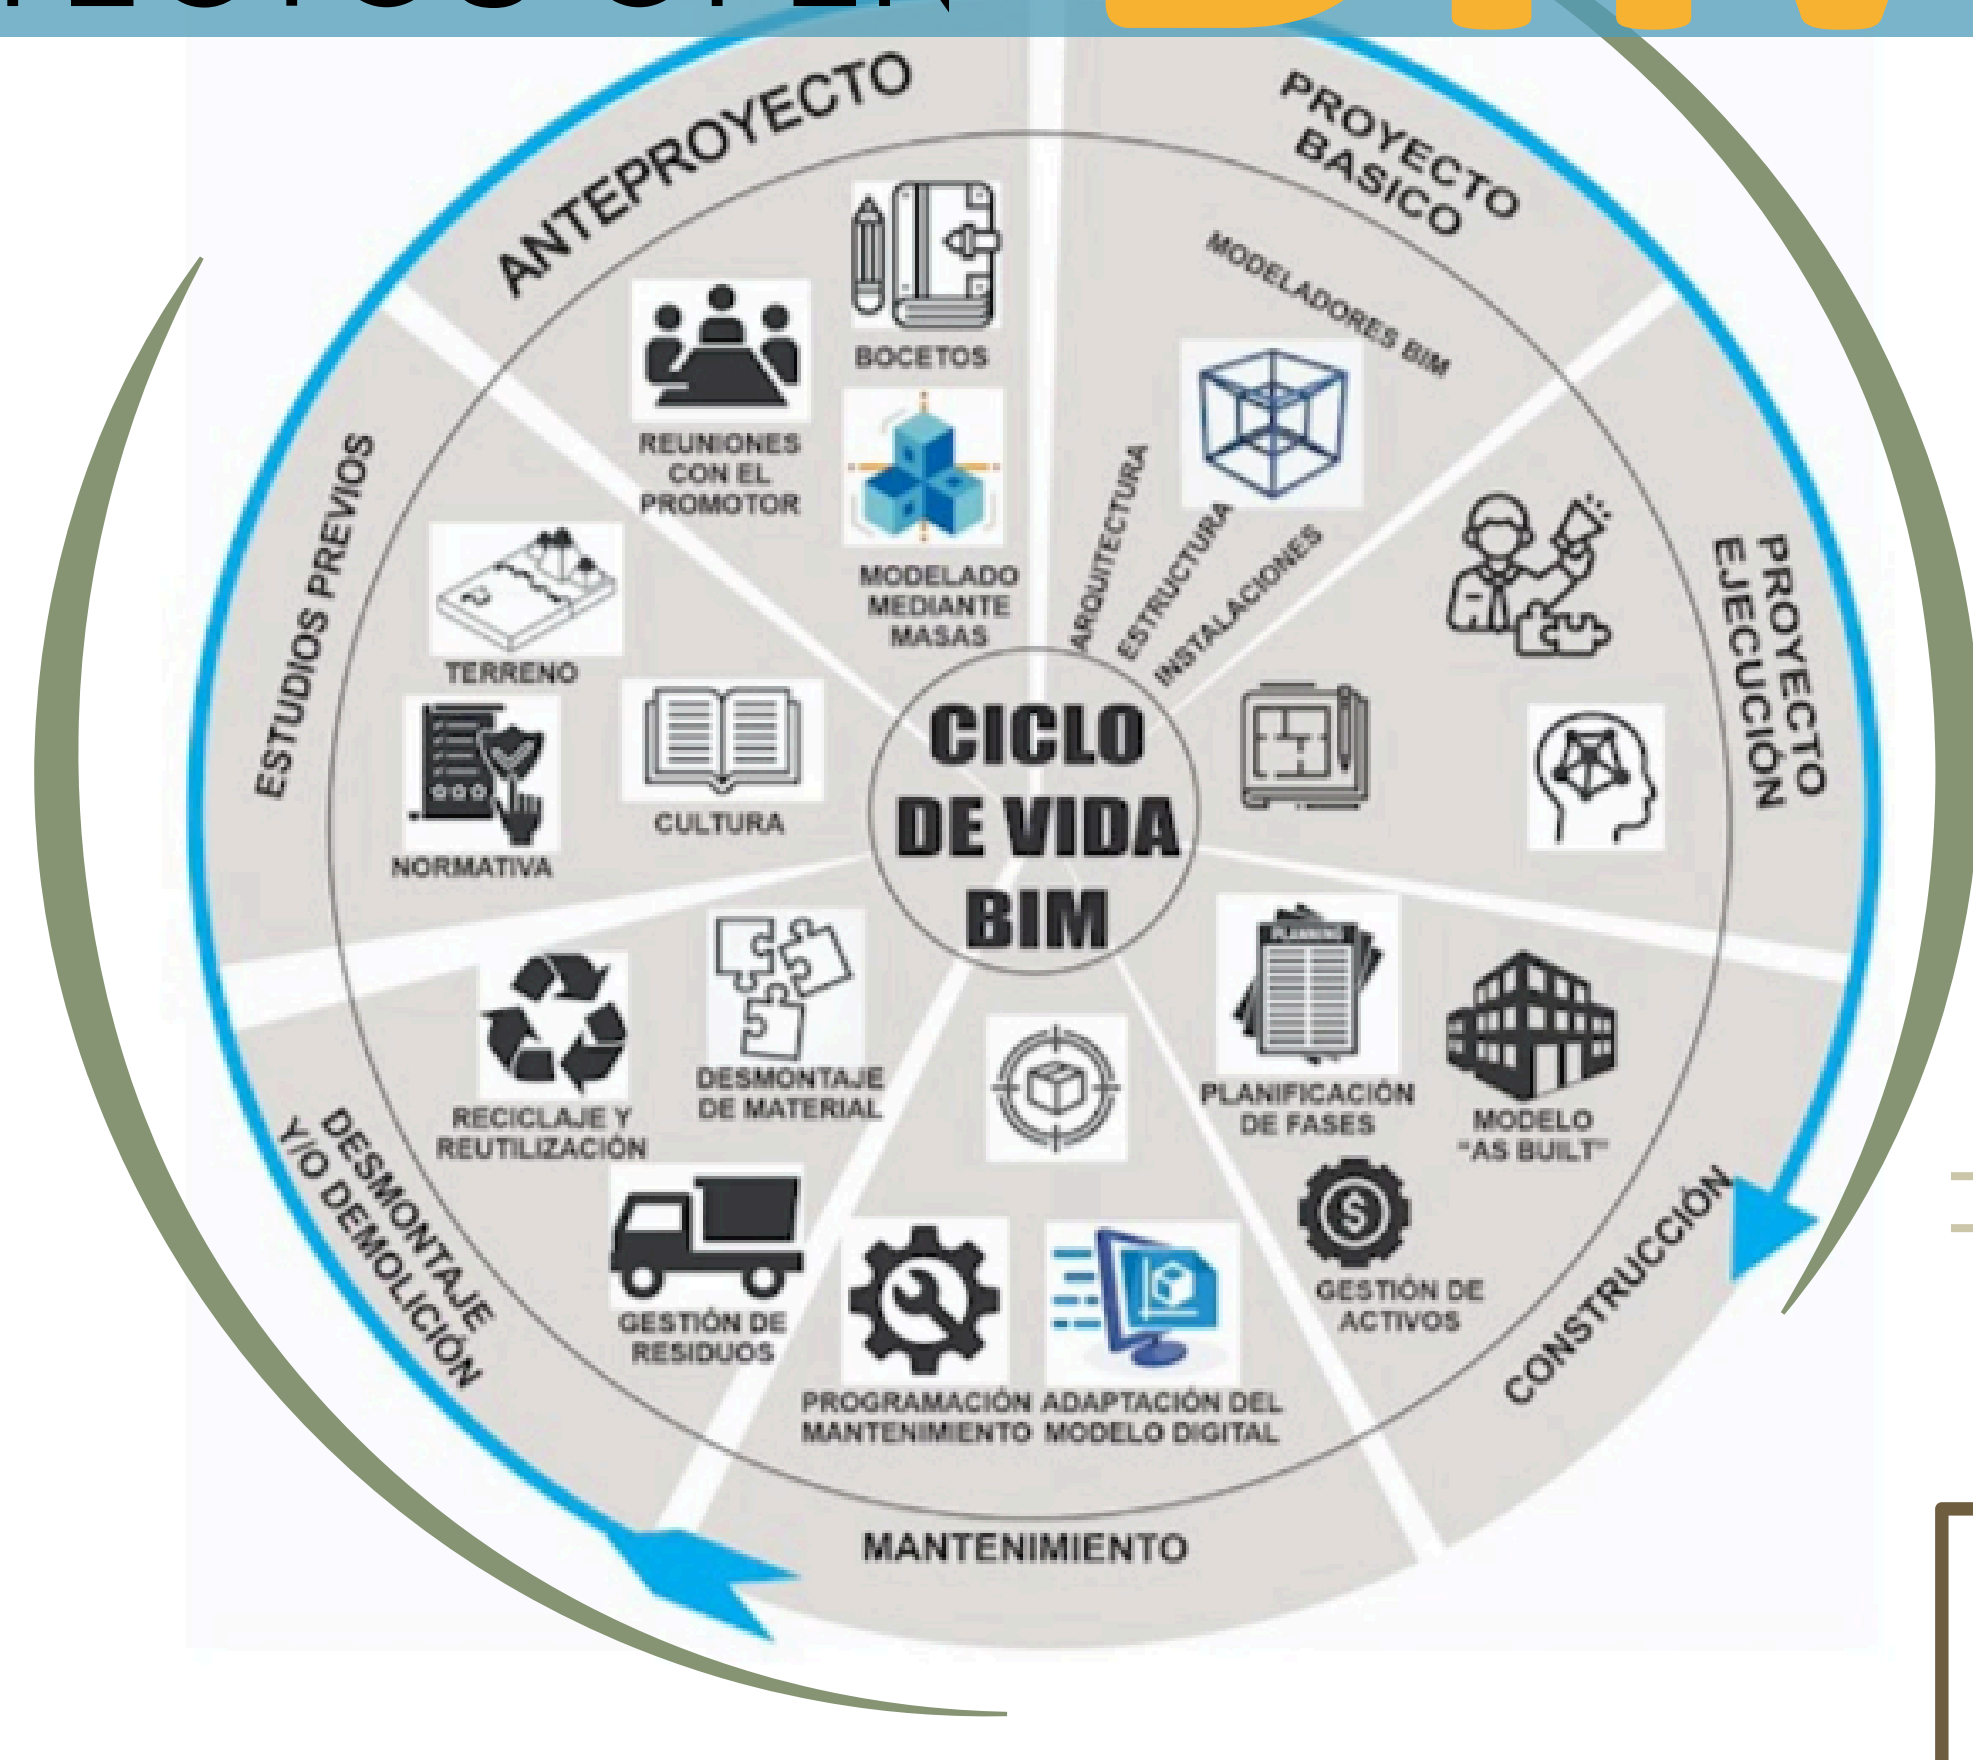 OPEN
ANTEPROYECTO
PROYECTO
BASICO
MODELADORES BIM
BOCETOS
REUNIONES
CON EL
PROMOTOR
MODELADO
MEDIANTE
MASAS
ARQUITECTURA
ESTRUCTURA
INSTALACIONES
PROYECTO
EJECUCIÓN
ESTUDIOS PREVIOS
TERRENO
CULTURA
NORMATIVA
CICLO
DE VIDA
BIM
PLANNING
PLANIFICACIÓN
DE FASES
MODELO
"AS BUILT"
GESTIÓN DE
ACTIVOS
CONSTRUCCIÓN
DESMONTAJE
DE MATERIAL
RECICLAJE Y
REUTILIZACIÓN
GESTIÓN DE
RESIDUOS
DESMONTAJE
Y/O DEMOLICIÓN
PROGRAMACIÓN
MANTENIMIENTO
ADAPTACIÓN DEL
MODELO DIGITAL
MANTENIMIENTO